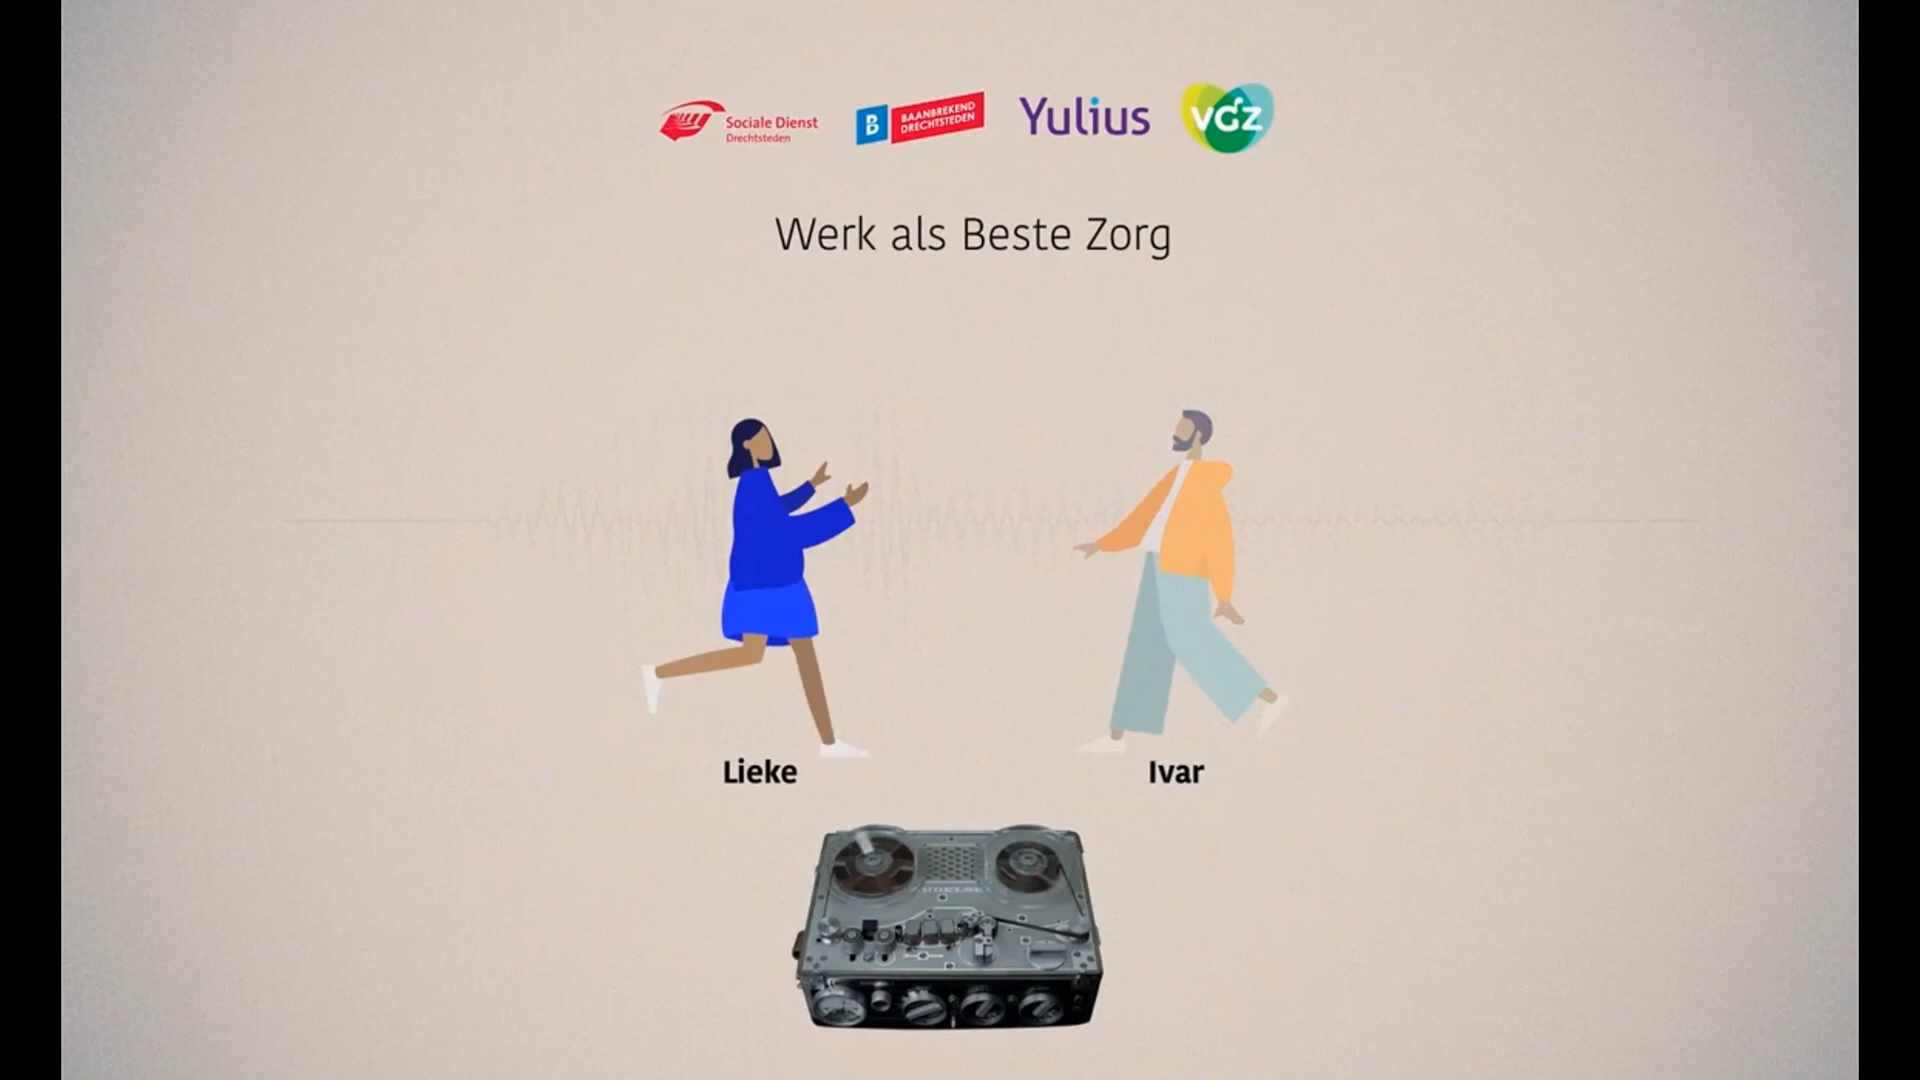 Sociale Dienst
Drechtsteden
B
D
BAANBREKEND
DRECHTSTEDEN
Yulius
vGz
Werk als Beste Zorg
Lieke
Ivar